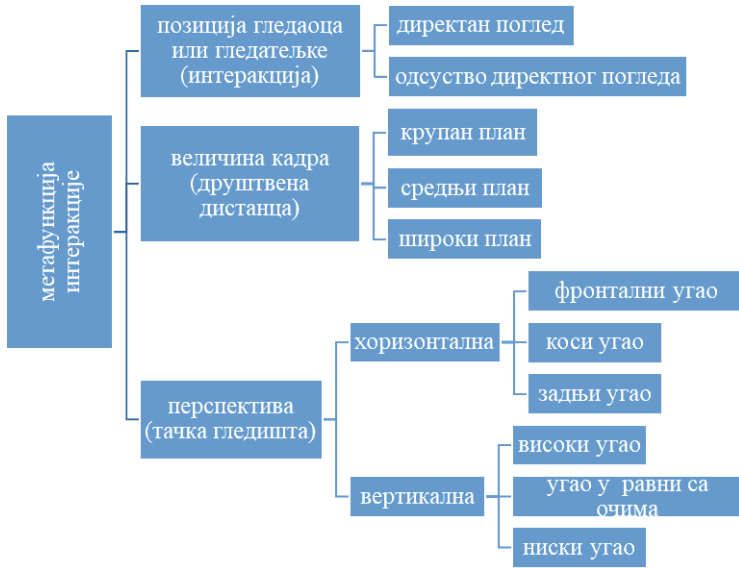 метафункција
интеракције
позиција гледаоца
или гледатељке
(интеракција)
директан поглед
одсуство директног погледа
величина кадра
(друштвена
дистанца)
крупан план
средњи план
широки план
перспектива
(тачка гледишта)
хоризонтална
фронтални угао
коси угао
задњи угао
вертикална
високи угао
угао у равни са
очима
ниски угао